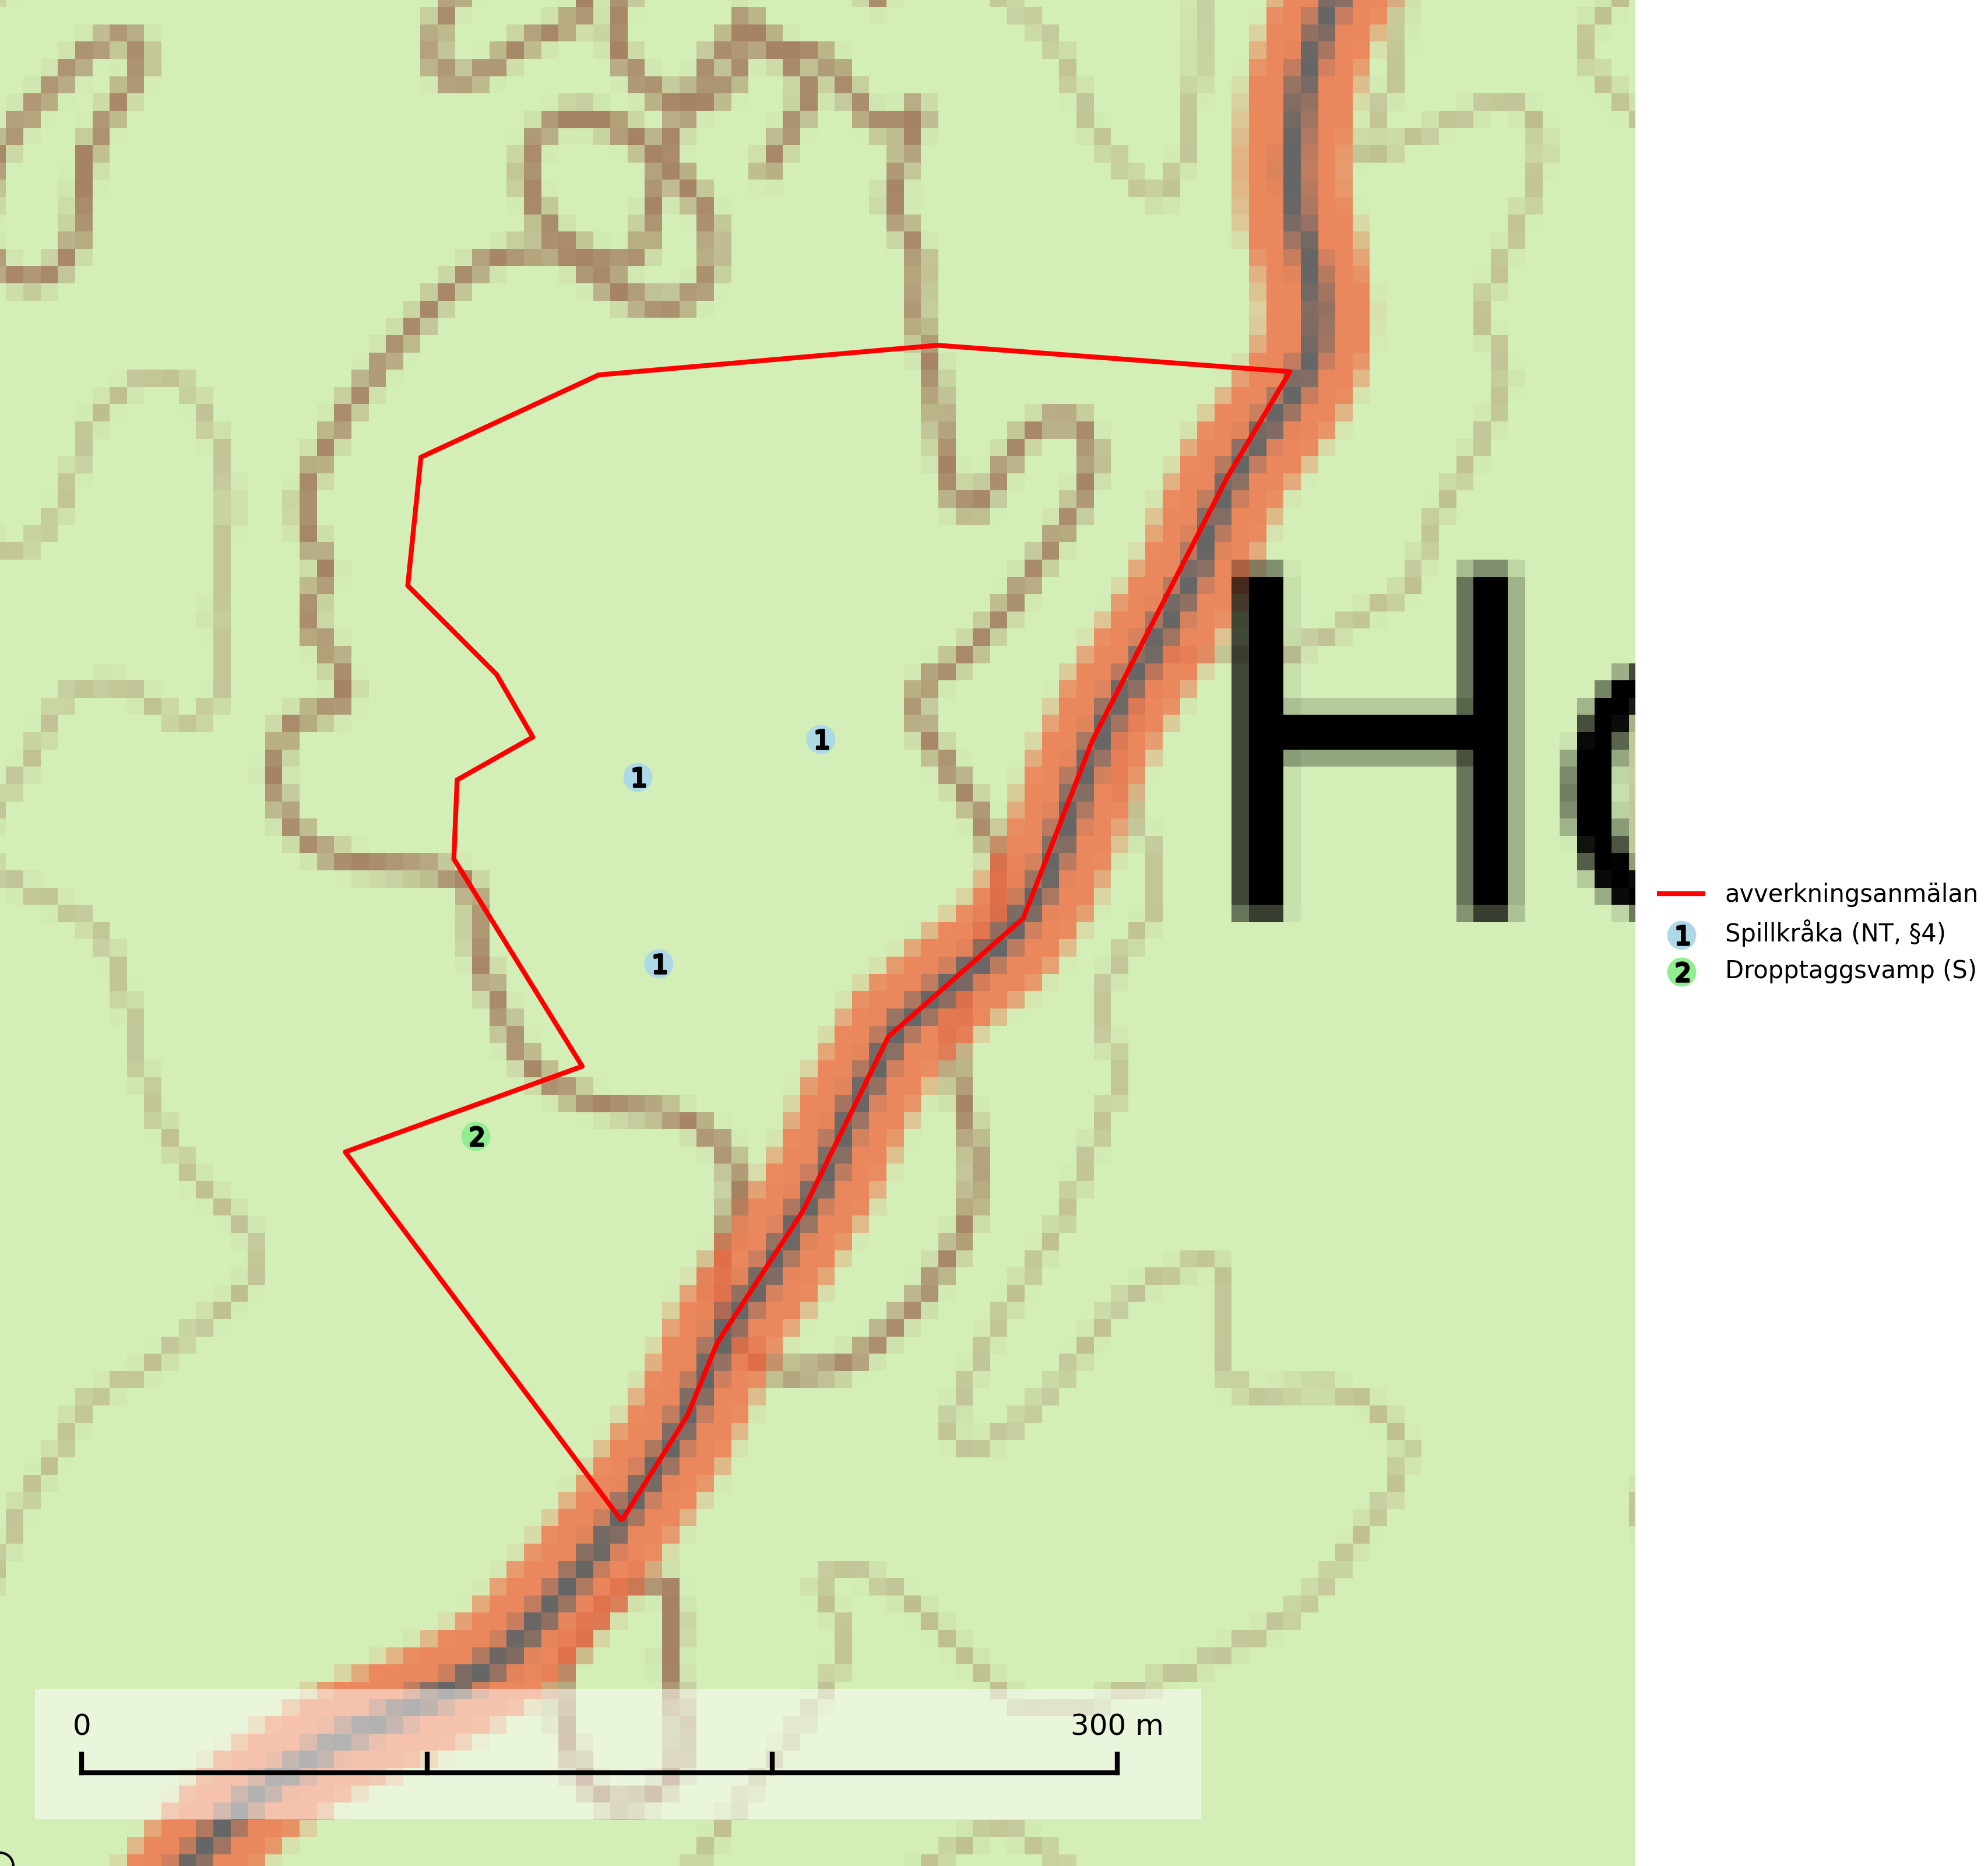 1
1
1
2
H
0 300 m
avverkningsanmälan
1 Spillkråka (NT, §4)
2 Dropptaggsvamp (S)